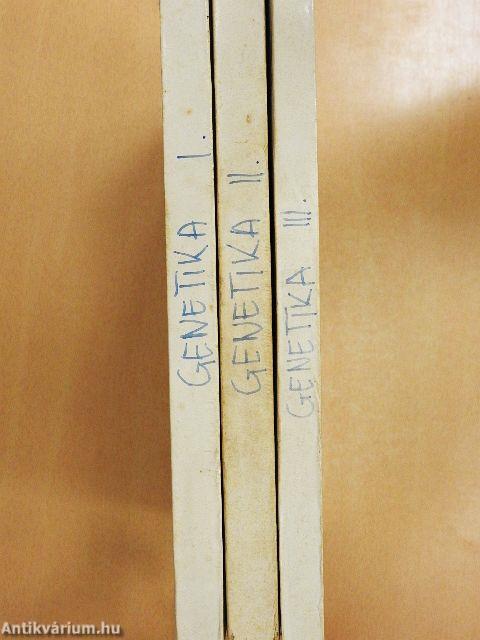 GENETIKA I.
GENETIKA II.
GENETIKA III.
Antikvárium.hu